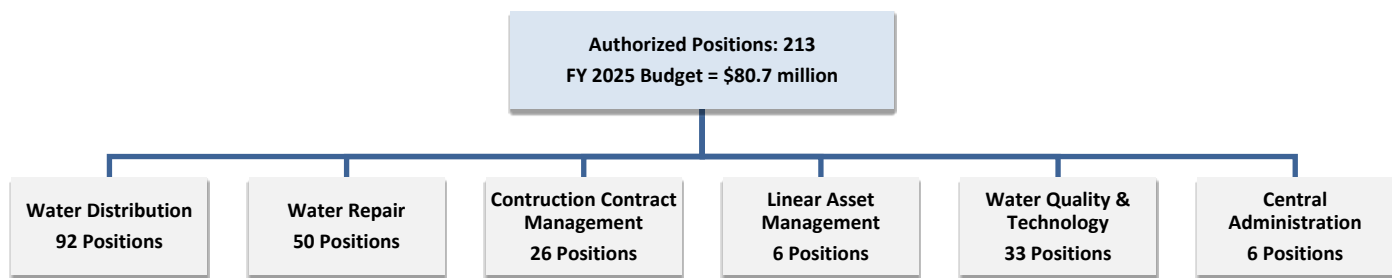 Authorized Positions: 213
FY 2025 Budget = $80.7 million
Water Distribution
92 Positions
Water Repair
50 Positions
Contruction Contract
Management
26 Positions
Linear Asset
Management
6 Positions
Water Quality &
Technology
33 Positions
Central
Administration
6 Positions